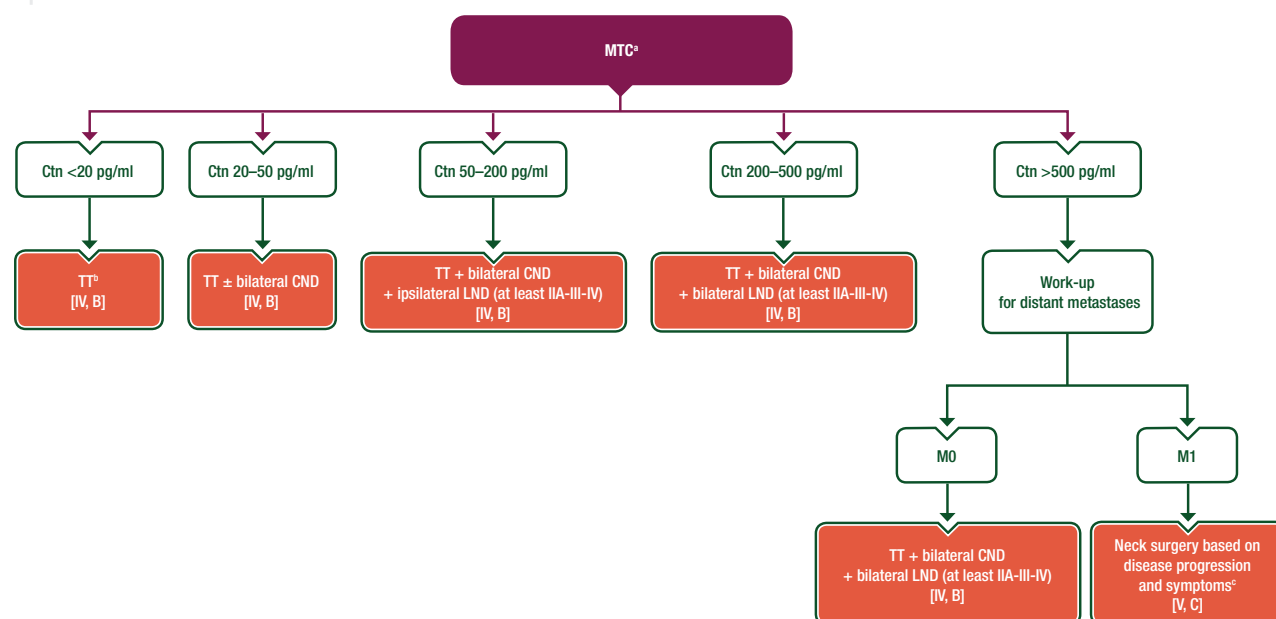 MTCᵃ
Ctn <20 pg/ml
Ctn 20–50 pg/ml
Ctn 50–200 pg/ml
Ctn 200–500 pg/ml
Ctn >500 pg/ml
TTᵇ
[IV, B]
TT ± bilateral CND
[IV, B]
TT + bilateral CND
+ ipsilateral LND (at least IIA-III-IV)
[IV, B]
TT + bilateral CND
+ bilateral LND (at least IIA-III-IV)
[IV, B]
Work-up
for distant metastases
M0
M1
TT + bilateral CND
+ bilateral LND (at least IIA-III-IV)
[IV, B]
Neck surgery based on
disease progression
and symptomsᶜ
[V, C]